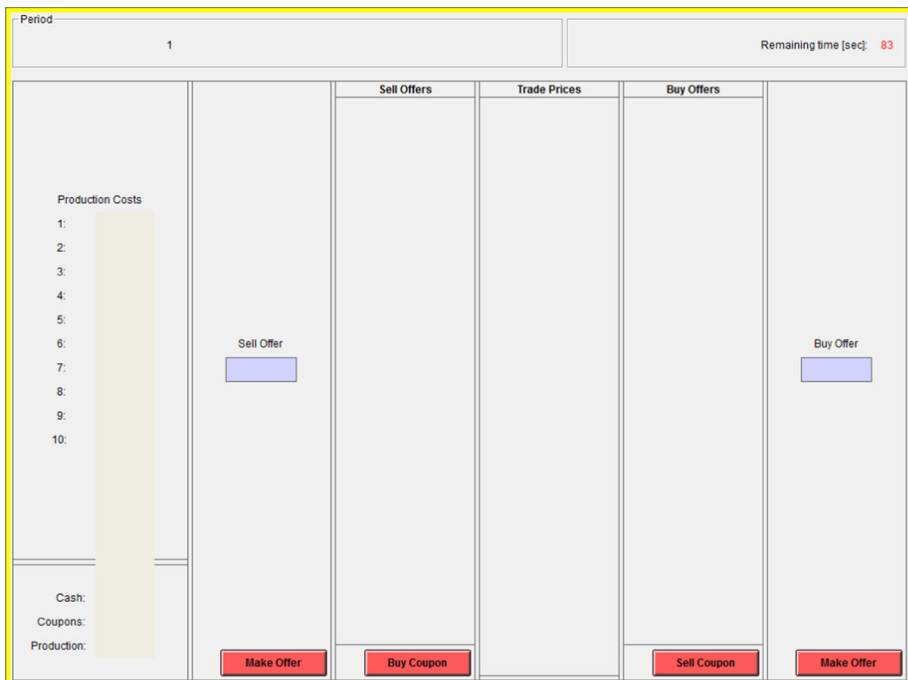 Period
1
Remaining time [sec]: 83
Sell Offers
Trade Prices
Buy Offers
Production Costs
1:
2:
3:
4:
5:
6:
7:
8:
9:
10:
Sell Offer
Buy Offer
Cash:
Coupons:
Production:
Make Offer
Buy Coupon
Sell Coupon
Make Offer